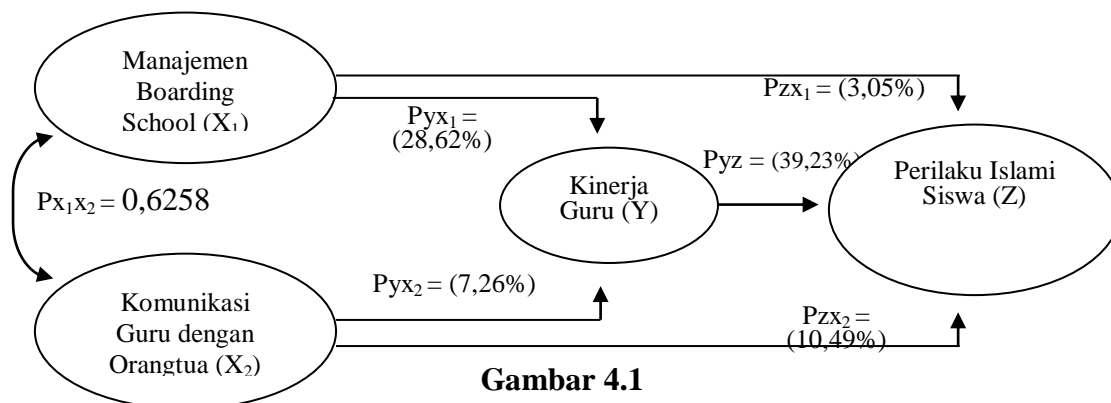 Manajemen
Boarding
School (X₁)
Pzx₁ = (3,05%)
Pyx₁ =
(28,62%)
Pyz = (39,23%)
Perilaku Islami
Siswa (Z)
Kinerja
Guru (Y)
Px₁x₂ = 0,6258
Pyx₂ = (7,26%)
Komunikasi
Guru dengan
Orangtua (X₂)
Pzx₂ =
(10,49%)
Gambar 4.1